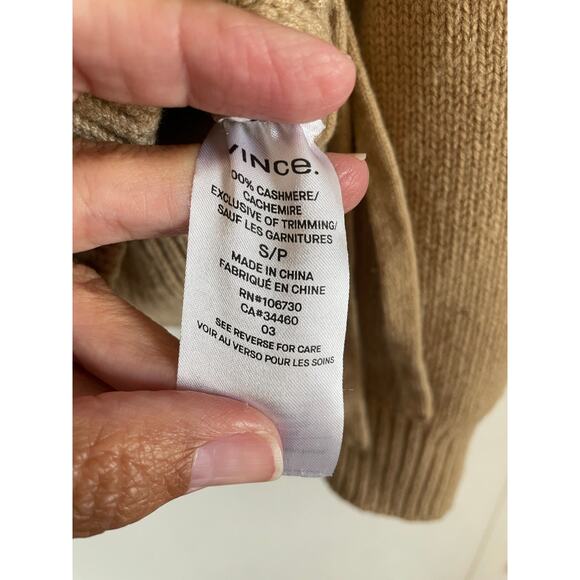 VINCE.
100% CASHMERE/
CACHEMIRE
EXCLUSIVE OF TRIMMING/
SAUF LES GARNITURES
S/P
MADE IN CHINA
FABRIQUÉ EN CHINE
RN#106730
CA#34460
03
SEE REVERSE FOR CARE
VOIR AU VERSO POUR LES SOINS